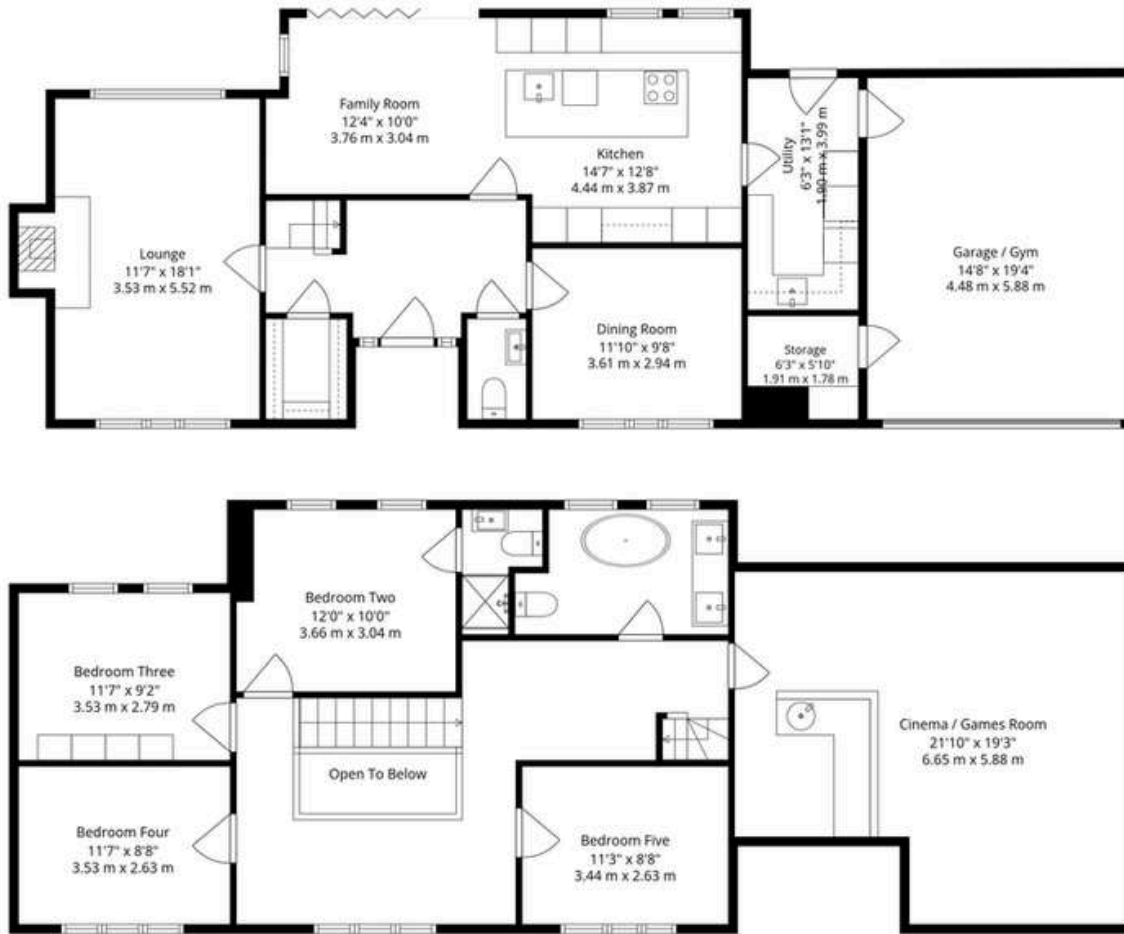 Family Room
12'4" x 10'0"
3.76 m x 3.04 m
Kitchen
14'7" x 12'8"
4.44 m x 3.87 m
Utility
6'3" x 13'1"
1.90 m x 3.99 m
Lounge
11'7" x 18'1"
3.53 m x 5.52 m
Garage / Gym
14'8" x 19'4"
4.48 m x 5.88 m
Dining Room
11'10" x 9'8"
3.61 m x 2.94 m
Storage
6'3" x 5'10"
1.91 m x 1.78 m
Bedroom Two
12'0" x 10'0"
3.66 m x 3.04 m
Bedroom Three
11'7" x 9'2"
3.53 m x 2.79 m
Cinema / Games Room
21'10" x 19'3"
6.65 m x 5.88 m
Open To Below
Bedroom Four
11'7" x 8'8"
3.53 m x 2.63 m
Bedroom Five
11'3" x 8'8"
3.44 m x 2.63 m